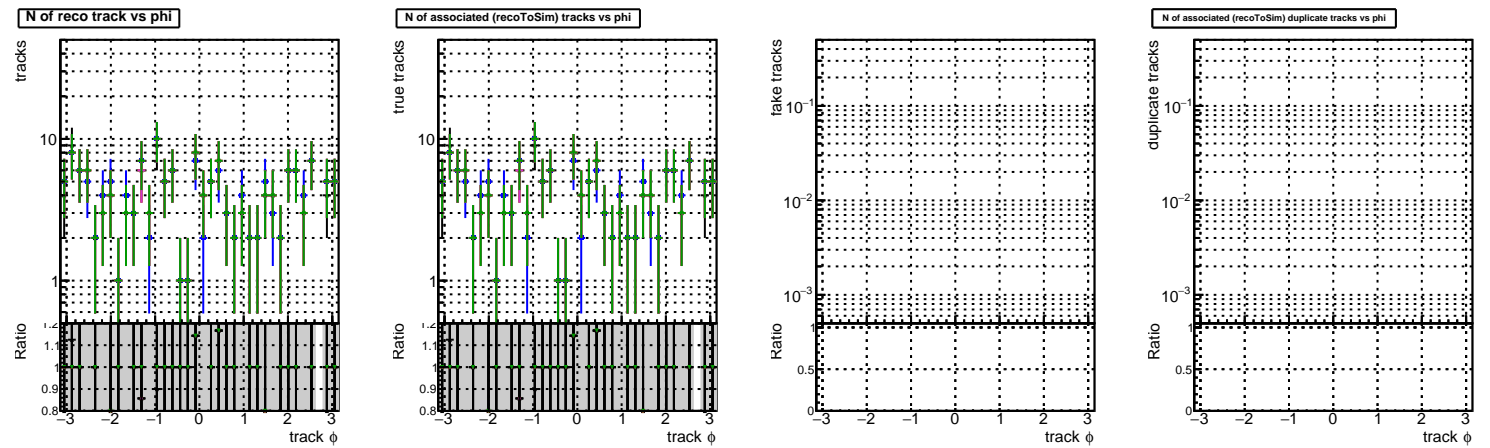 N of reco track vs phi
tracks
10
1
Ratio
1.2
1.1
1
0.9
0.8
−3 −2 −1 0 1 2 3
track ϕ
N of associated (recoToSim) tracks vs phi
true tracks
10
1
Ratio
1.2
1.1
1
0.9
0.8
−3 −2 −1 0 1 2 3
track ϕ
fake tracks
10−1
10−2
10−3
Ratio
1
0.5
0
−3 −2 −1 0 1 2 3
track ϕ
N of associated (recoToSim) duplicate tracks vs phi
duplicate tracks
10−1
10−2
10−3
Ratio
1
0.5
0
−3 −2 −1 0 1 2 3
track ϕ